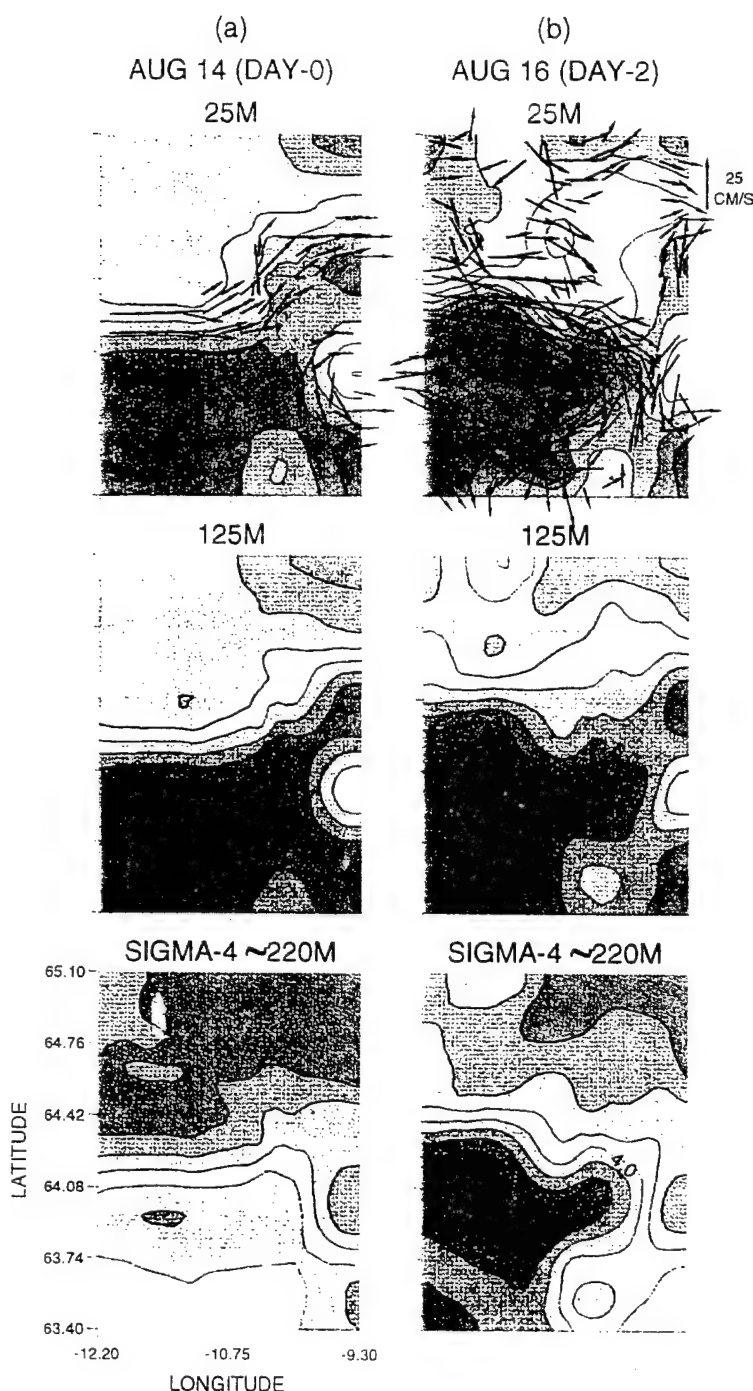 (a) (b)
AUG 14 (DAY-0) AUG 16 (DAY-2)
25M 25M
25
CM/S
125M 125M
SIGMA-4 ~220M SIGMA-4 ~220M
65.10
64.76
64.42
64.08
63.74
63.40
LATITUDE
4.0
-12.20 -10.75 -9.30
LONGITUDE